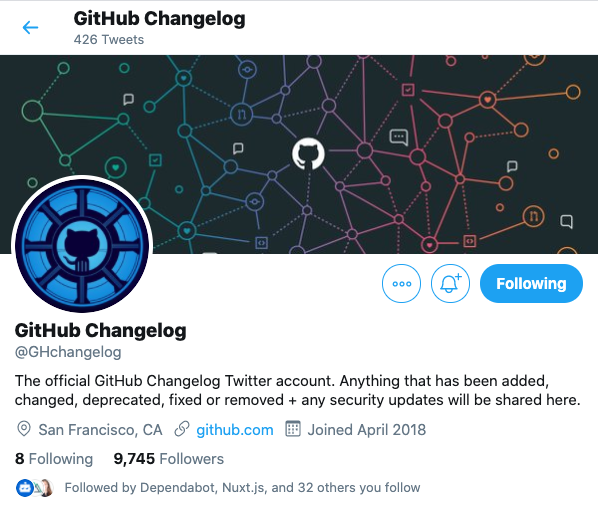 GitHub Changelog
426 Tweets
Following
GitHub Changelog
@GHchangelog
The official GitHub Changelog Twitter account. Anything that has been added,
changed, deprecated, fixed or removed + any security updates will be shared here.
San Francisco, CA github.com Joined April 2018
8 Following 9,745 Followers
Followed by Dependabot, Nuxt.js, and 32 others you follow